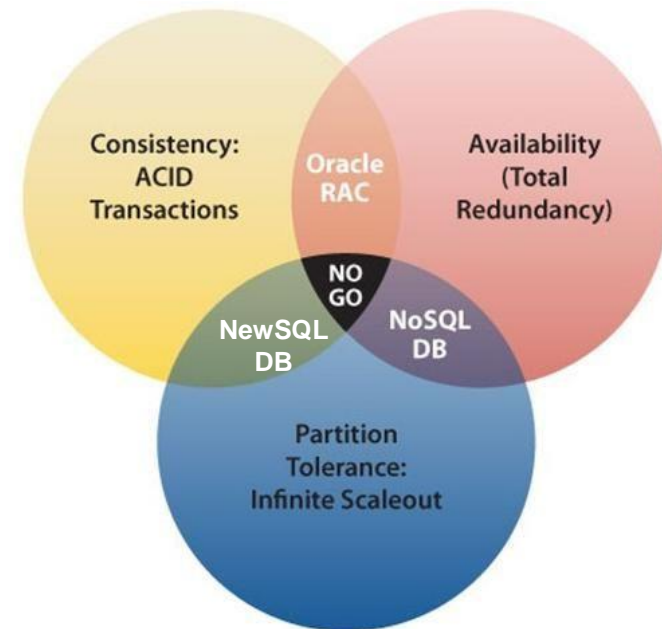 Consistency:
ACID
Transactions
Oracle
RAC
Availability
(Total
Redundancy)
NO
GO
NewSQL
DB
NoSQL
DB
Partition
Tolerance:
Infinite Scaleout